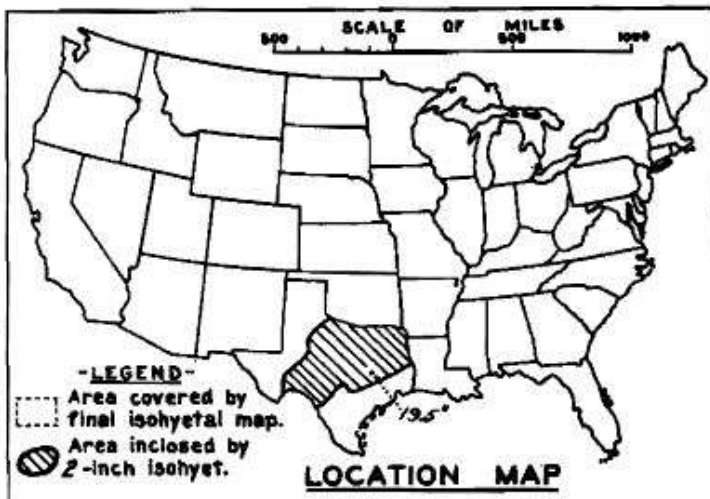 SCALE OF MILES
500 0 500 1000
-LEGEND-
Area covered by
final isohyetal map.
Area inclosed by
2-inch isohyet.
19.5"
LOCATION MAP